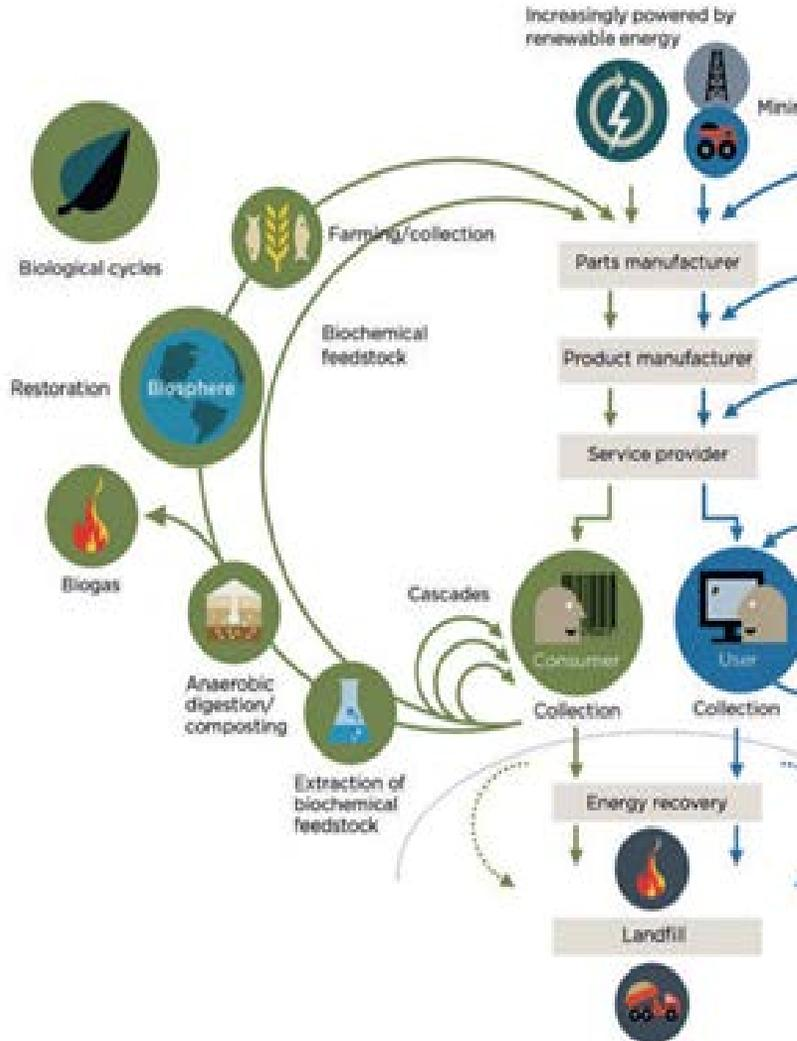 Increasingly powered by
renewable energy
Minin
Biological cycles
Farming/collection
Parts manufacturer
Biochemical
feedstock
Product manufacturer
Restoration
Biosphere
Service provider
Biogas
Cascades
Consumer
User
Anaerobic
digestion/
composting
Collection
Collection
Extraction of
biochemical
feedstock
Energy recovery
Landfill